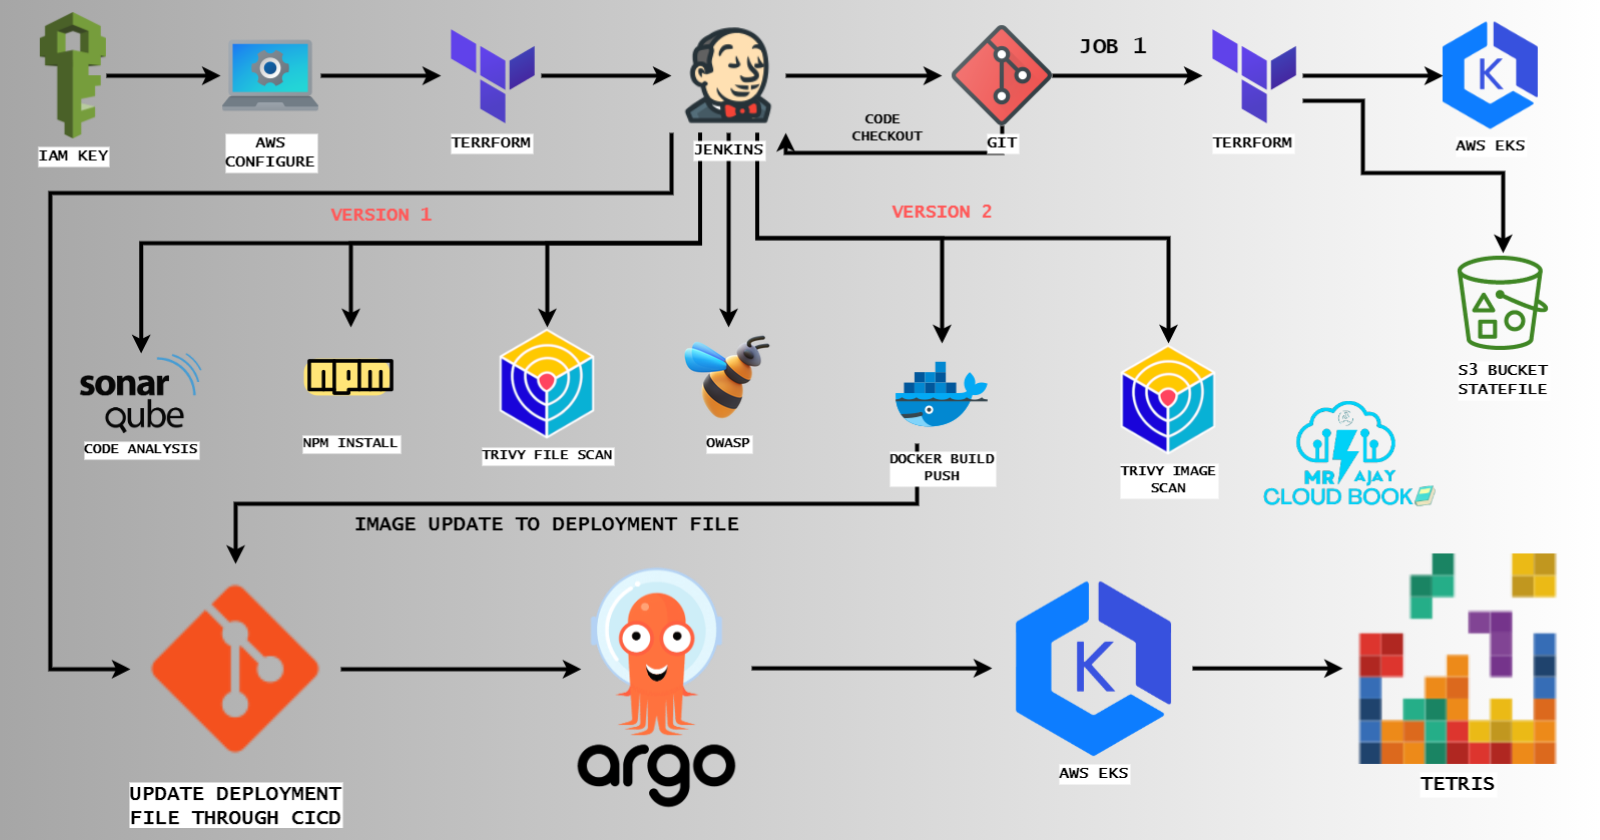 JOB 1
CODE
CHECKOUT
IAM KEY
AWS
CONFIGURE
TERRFORM
JENKINS
GIT
TERRFORM
K
AWS EKS
VERSION 1
VERSION 2
sonar
qube
CODE ANALYSIS
npm
NPM INSTALL
TRIVY FILE SCAN
OWASP
DOCKER BUILD
PUSH
TRIVY IMAGE
SCAN
S3 BUCKET
STATEFILE
MR AJAY
CLOUD BOOK
IMAGE UPDATE TO DEPLOYMENT FILE
UPDATE DEPLOYMENT
FILE THROUGH CICD
argo
K
AWS EKS
TETRIS